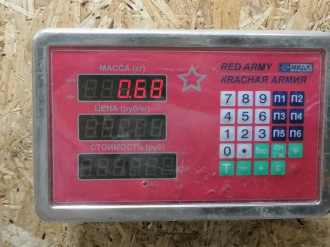 МАССА (кг)
0.68
ЦЕНА (руб/кг)
СТОИМОСТЬ (руб)
RED ARMY
МИДЛ
КРАСНАЯ АРМИЯ
7 8 9 П1 П2
4 5 6 П3 П4
1 2 3 П5 П6
0
T